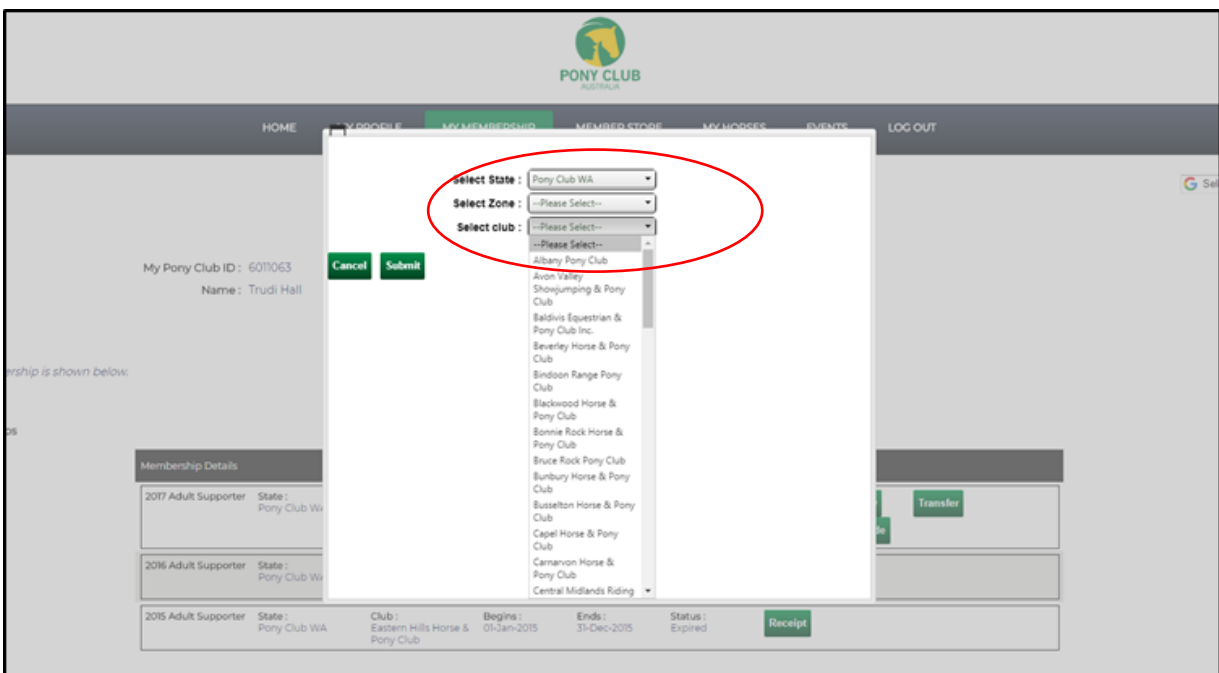 PONY CLUB
AUSTRALIA
HOME MY PROFILE MY MEMBERSHIP MEMBER STORE MY HORSES EVENTS LOG OUT
Select State : Pony Club WA
G Sel
Select Zone : --Please Select--
Select club : --Please Select--
--Please Select--
Albany Pony Club
My Pony Club ID : 6011063
Cancel Submit
Avon Valley
Showjumping & Pony
Club
Name : Trudi Hall
Baldivis Equestrian &
Pony Club Inc.
Beverley Horse & Pony
Club
ership is shown below.
Bindoon Range Pony
Club
Blackwood Horse &
Pony Club
Bonnie Rock Horse &
Pony Club
ps
Bruce Rock Pony Club
Membership Details
Bunbury Horse & Pony
Club
2017 Adult Supporter State :
Pony Club WA
Transfer
Busselton Horse & Pony
Club
Capel Horse & Pony
Club
2016 Adult Supporter State :
Pony Club WA
Carnarvon Horse &
Pony Club
Central Midlands Riding
2015 Adult Supporter State : Club : Begins : Ends : Status :
Pony Club WA Eastern Hills Horse & 01-Jan-2015 31-Dec-2015 Expired Receipt
Pony Club